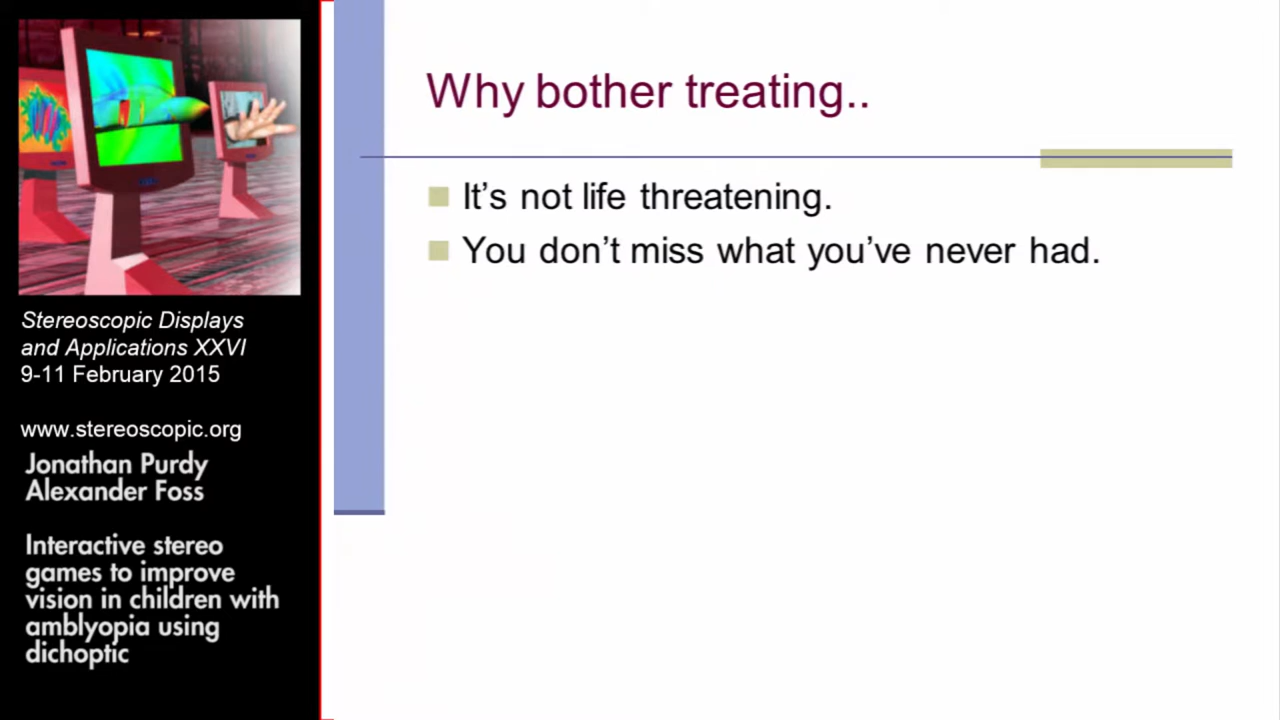 Stereoscopic Displays
and Applications XXVI
9-11 February 2015
www.stereoscopic.org
Jonathan Purdy
Alexander Foss
Interactive stereo
games to improve
vision in children with
amblyopia using
dichoptic
Why bother treating..
It’s not life threatening.
You don’t miss what you’ve never had.